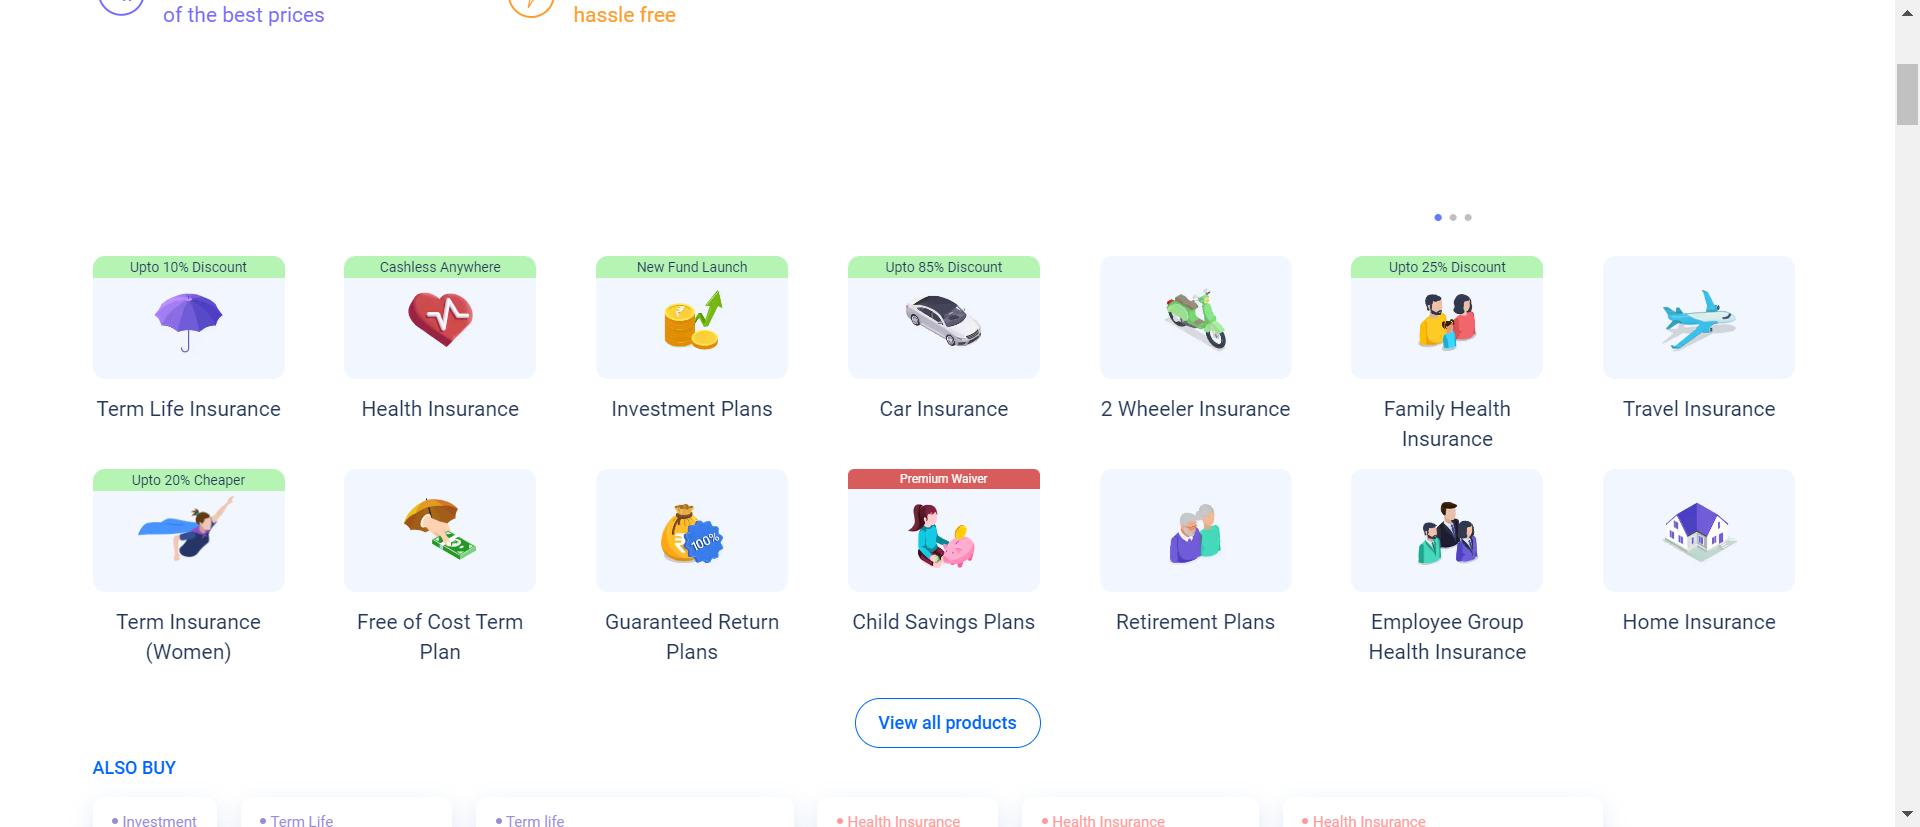 of the best prices
hassle free
Upto 10% Discount
Cashless Anywhere
New Fund Launch
Upto 85% Discount
Upto 25% Discount
Term Life Insurance
Health Insurance
Investment Plans
Car Insurance
2 Wheeler Insurance
Family Health
Insurance
Travel Insurance
Upto 20% Cheaper
100%
Premium Waiver
Term Insurance
(Women)
Free of Cost Term
Plan
Guaranteed Return
Plans
Child Savings Plans
Retirement Plans
Employee Group
Health Insurance
Home Insurance
View all products
ALSO BUY
Investment
Term Life
Term life
Health Insurance
Health Insurance
Health Insurance